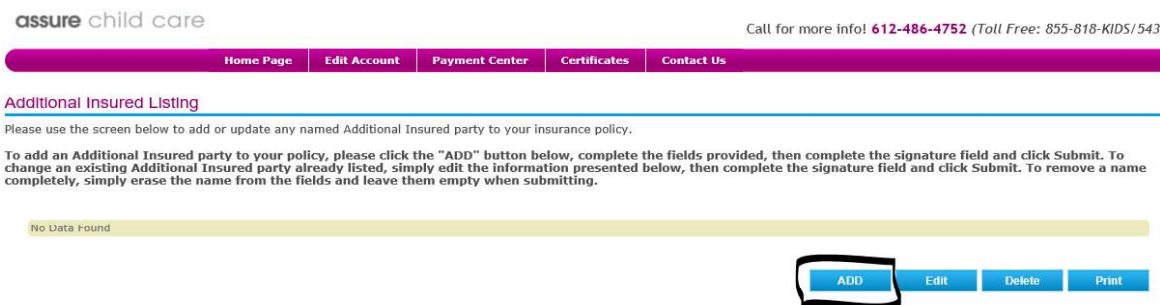 assure child care
Call for more info! 612-486-4752 (Toll Free: 855-818-KIDS/543
Home Page Edit Account Payment Center Certificates Contact Us
Additional Insured Listing
Please use the screen below to add or update any named Additional Insured party to your insurance policy.
To add an Additional Insured party to your policy, please click the "ADD" button below, complete the fields provided, then complete the signature field and click Submit. To
change an existing Additional Insured party already listed, simply edit the information presented below, then complete the signature field and click Submit. To remove a name
completely, simply erase the name from the fields and leave them empty when submitting.
No Data Found
ADD Edit Delete Print